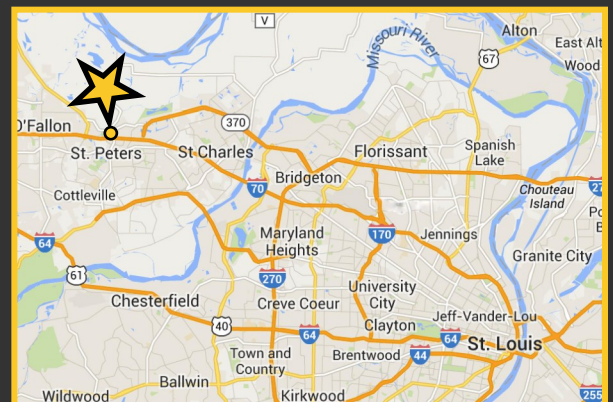 V
Alton
Missouri River
67
East Alt
Wood
O'Fallon
370
St. Peters
St Charles
Florissant
Spanish
Lake
Bridgeton
70
Cottleville
Chouteau
Island
27
64
Maryland
Heights
170
Jennings
Granite City
61
270
University
City
Chesterfield
Creve Coeur
Jeff-Vander-Lou
40
64
Clayton
64
St. Louis
Town and
Country
Brentwood
44
Ballwin
Wildwood
Kirkwood
255